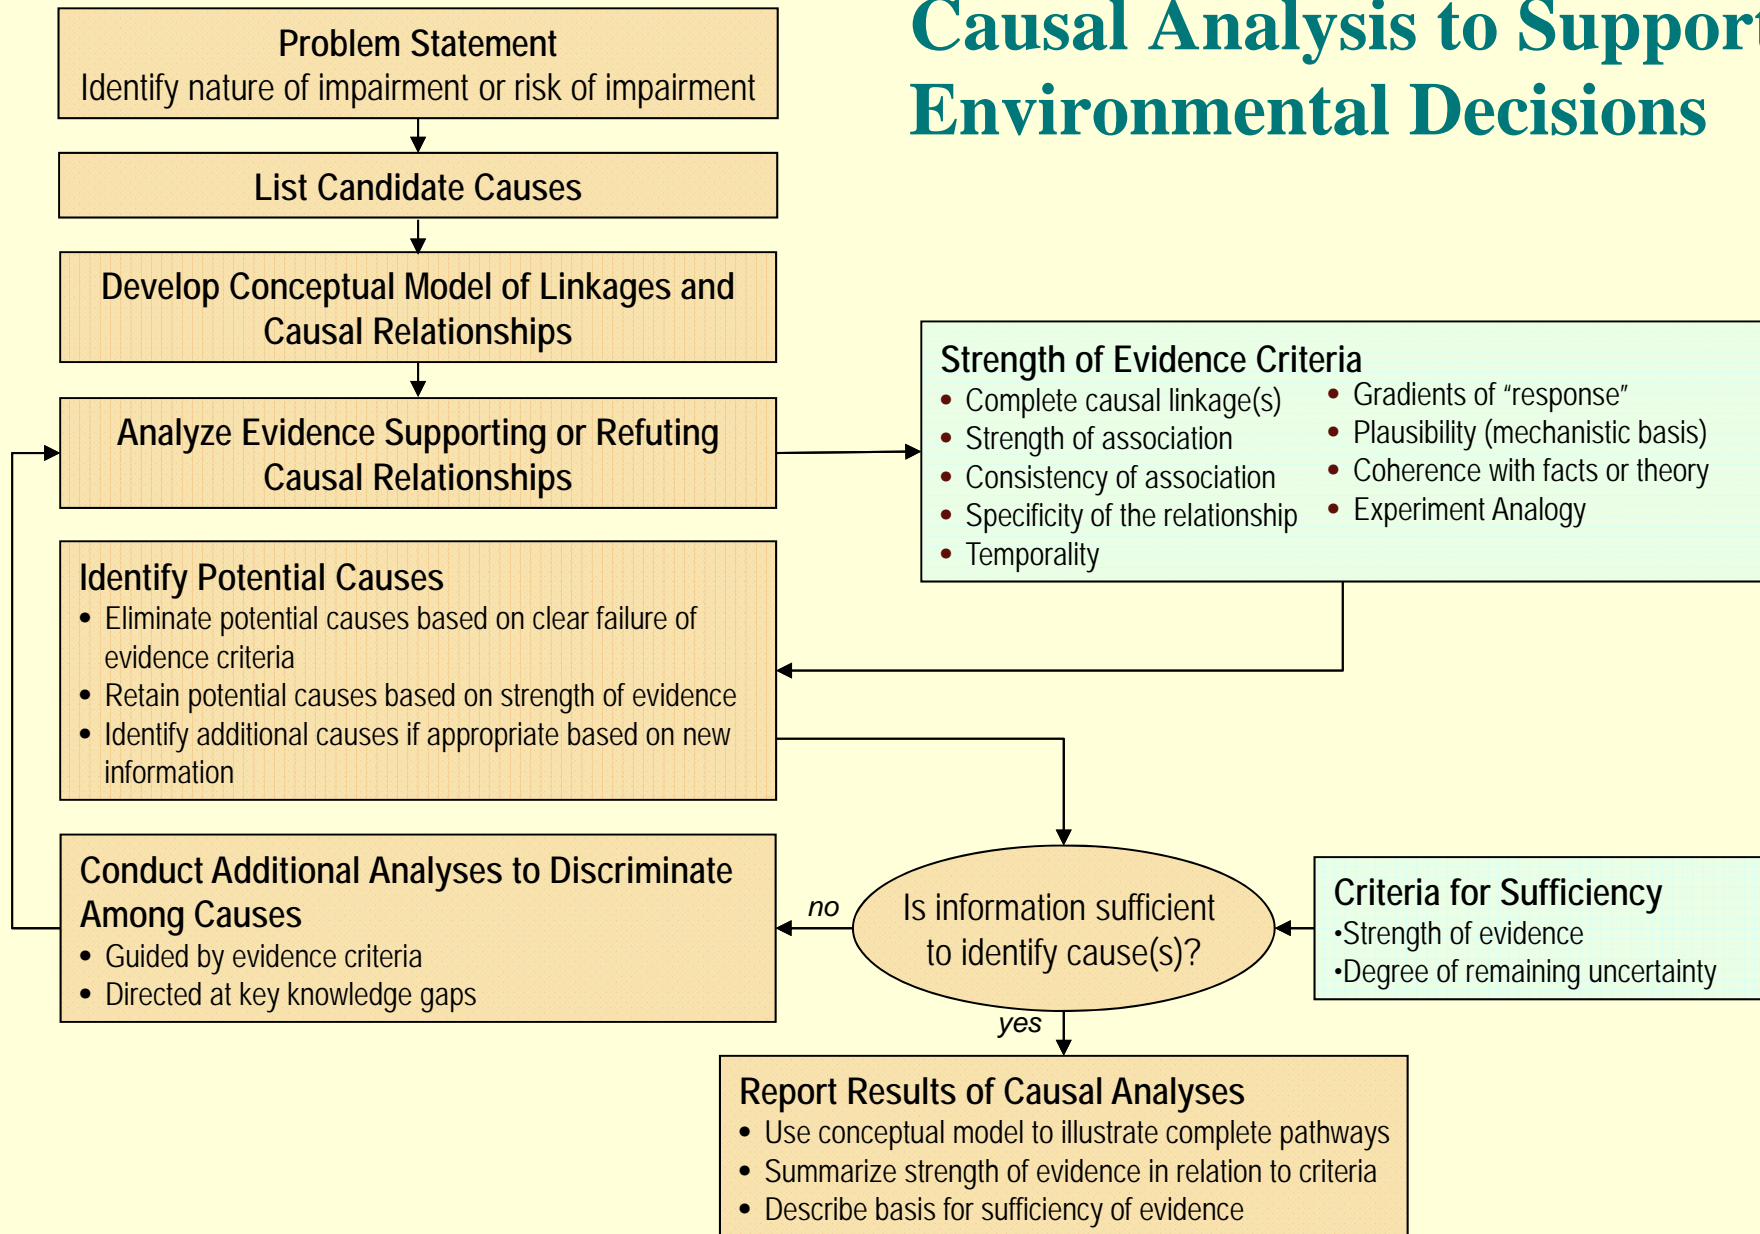 Causal Analysis to Support
Environmental Decisions
Problem Statement
Identify nature of impairment or risk of impairment
List Candidate Causes
Develop Conceptual Model of Linkages and
Causal Relationships
Analyze Evidence Supporting or Refuting
Causal Relationships
Strength of Evidence Criteria
• Complete causal linkage(s)
• Strength of association
• Consistency of association
• Specificity of the relationship
• Temporality
• Gradients of “response”
• Plausibility (mechanistic basis)
• Coherence with facts or theory
• Experiment Analogy
Identify Potential Causes
• Eliminate potential causes based on clear failure of
evidence criteria
• Retain potential causes based on strength of evidence
• Identify additional causes if appropriate based on new
information
Conduct Additional Analyses to Discriminate
Among Causes
• Guided by evidence criteria
• Directed at key knowledge gaps
no
Is information sufficient
to identify cause(s)?
Criteria for Sufficiency
•Strength of evidence
•Degree of remaining uncertainty
yes
Report Results of Causal Analyses
• Use conceptual model to illustrate complete pathways
• Summarize strength of evidence in relation to criteria
• Describe basis for sufficiency of evidence